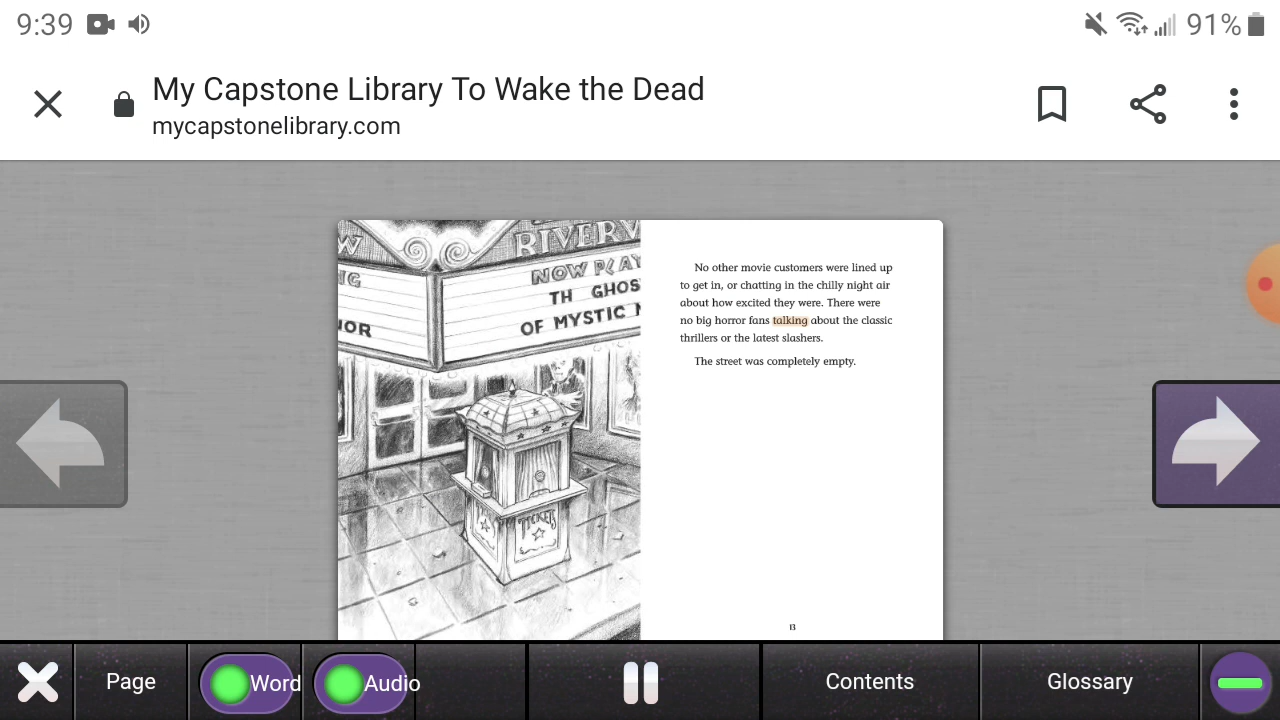 9:39
91%
My Capstone Library To Wake the Dead
mycapstonelibrary.com
RIVERV
NG
NOW PLAY
TH GHOS
OF MYSTIC
No other movie customers were lined up
to get in, or chatting in the chilly night air
about how excited they were. There were
no big horror fans talking about the classic
thrillers or the latest slashers.
The street was completely empty.
TICKETS
13
Page
Word
Audio
Contents
Glossary